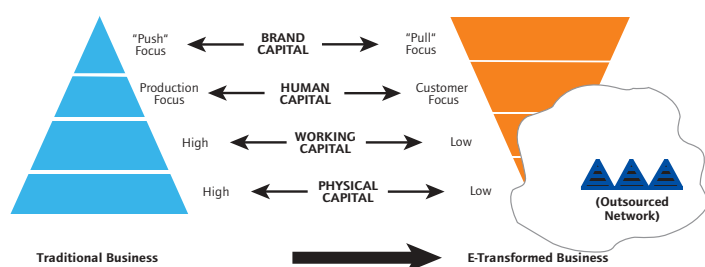 “Push“
Focus
BRAND
CAPITAL
“Pull“
Focus
Production
Focus
HUMAN
CAPITAL
Customer
Focus
High
WORKING
CAPITAL
Low
High
PHYSICAL
CAPITAL
Low
(Outsourced
Network)
Traditional Business
E-Transformed Business